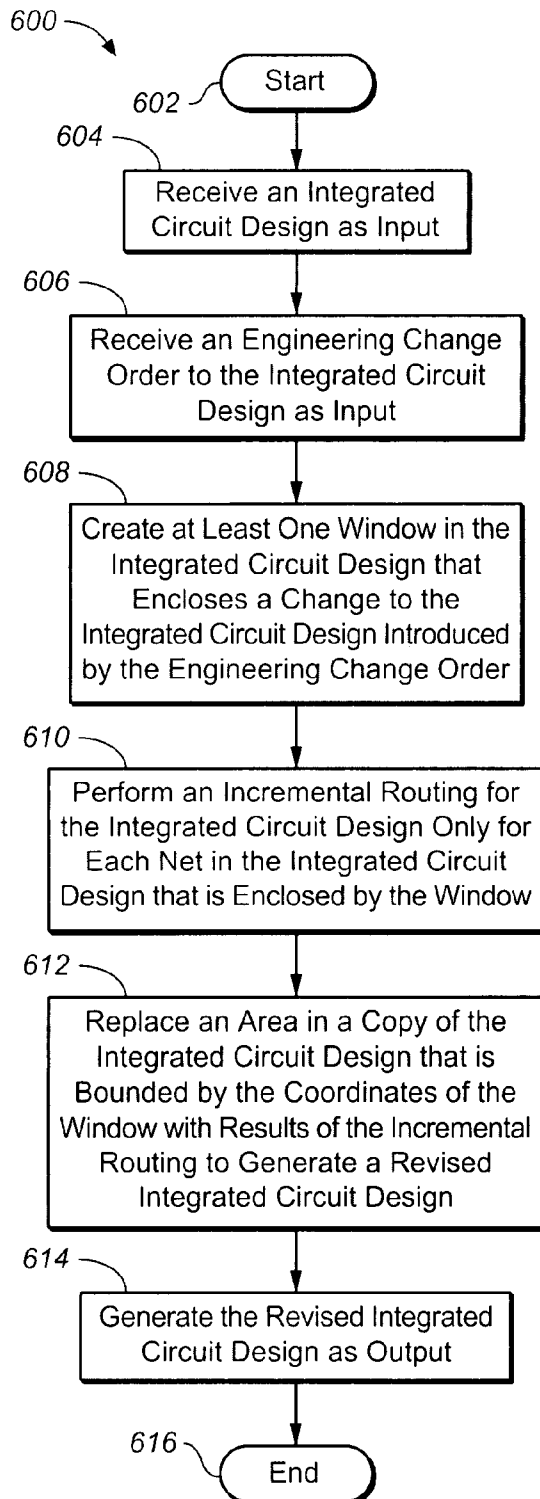 600
Start
602
604
Receive an Integrated
Circuit Design as Input
606
Receive an Engineering Change
Order to the Integrated Circuit
Design as Input
608
Create at Least One Window in the
Integrated Circuit Design that
Encloses a Change to the
Integrated Circuit Design Introduced
by the Engineering Change Order
610
Perform an Incremental Routing for
the Integrated Circuit Design Only for
Each Net in the Integrated Circuit
Design that is Enclosed by the Window
612
Replace an Area in a Copy of the
Integrated Circuit Design that is
Bounded by the Coordinates of the
Window with Results of the Incremental
Routing to Generate a Revised
Integrated Circuit Design
614
Generate the Revised Integrated
Circuit Design as Output
616
End